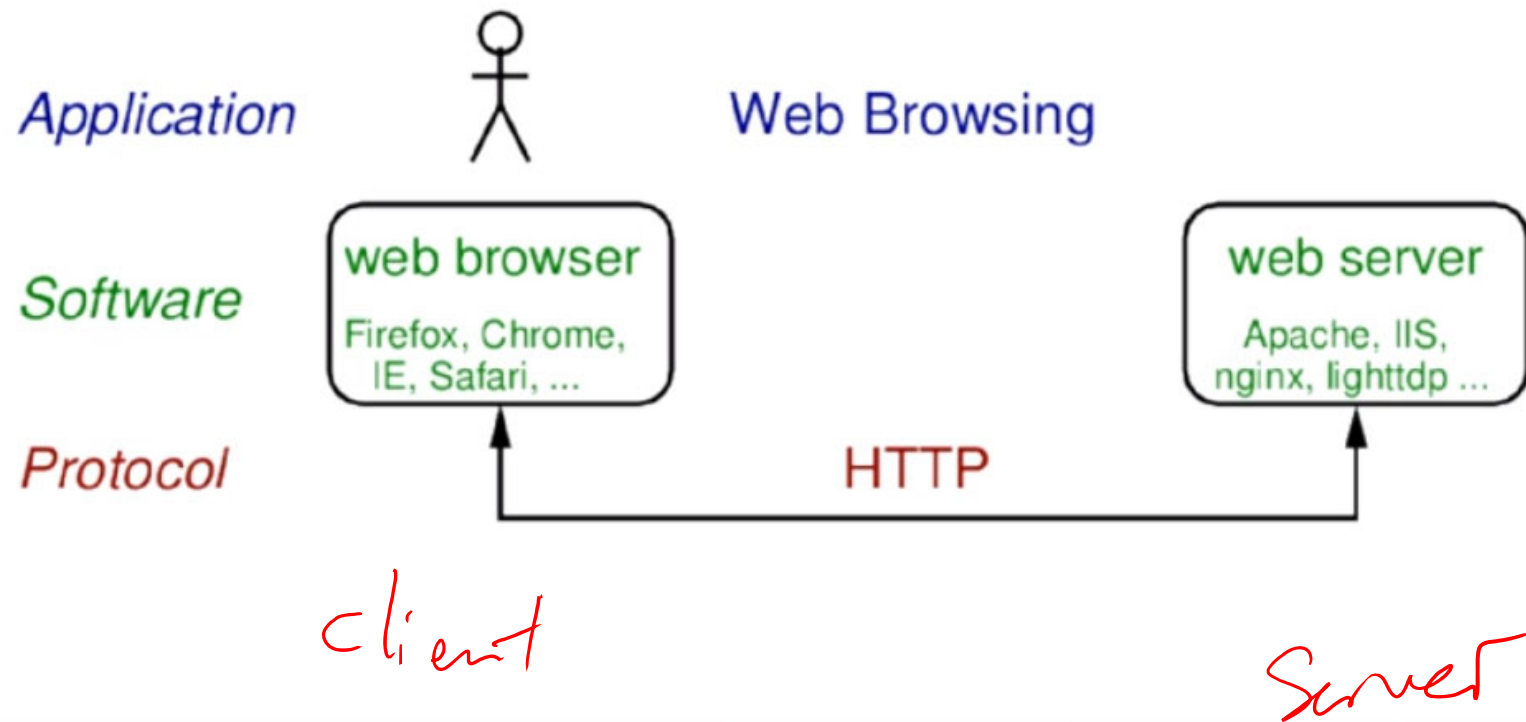 Application Web Browsing
web browser web server
Software
Firefox, Chrome, Apache, IIS,
IE, Safari, ... nginx, lighttdp ...
Protocol HTTP
client
Server